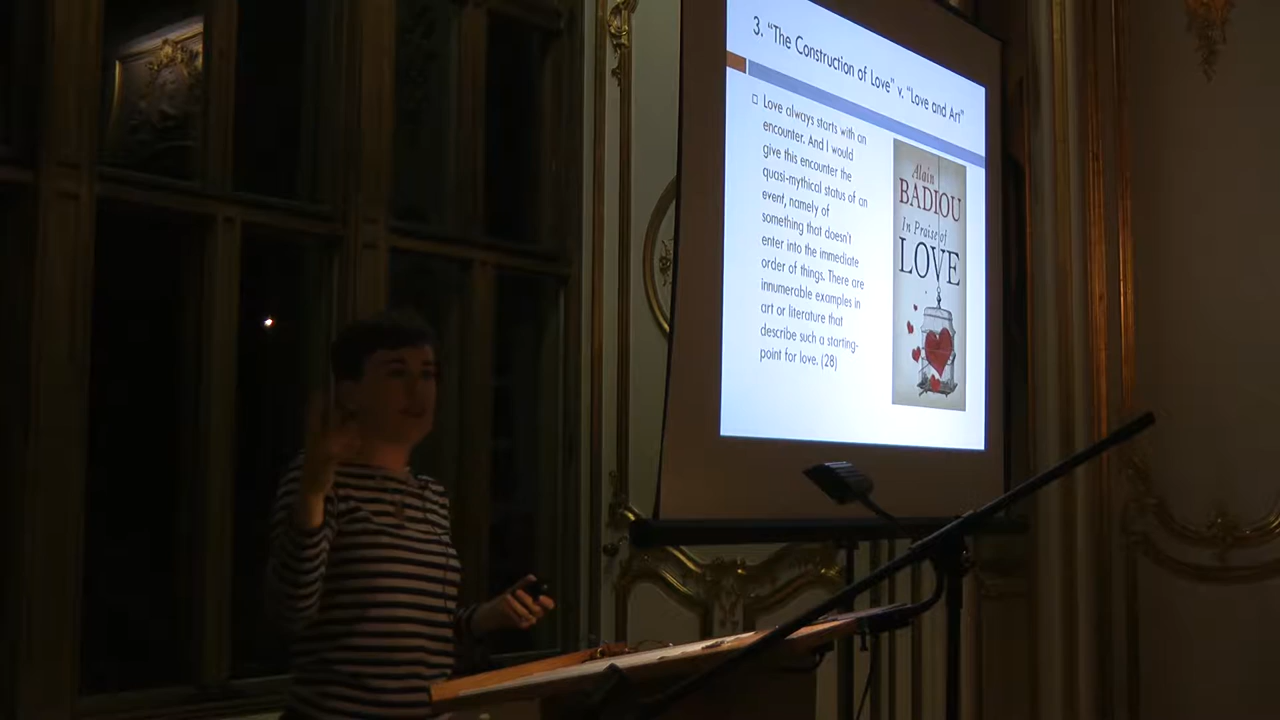 3. “The Construction of Love” v. “Love and Art”
□ Love always starts with an
encounter. And I would
give this encounter the
quasi-mythical status of an
event, namely of
something that doesn't
enter into the immediate
order of things. There are
innumerable examples in
art or literature that
describe such a starting-
point for love. (28)
Alain
BADIOU
In Praise of
LOVE